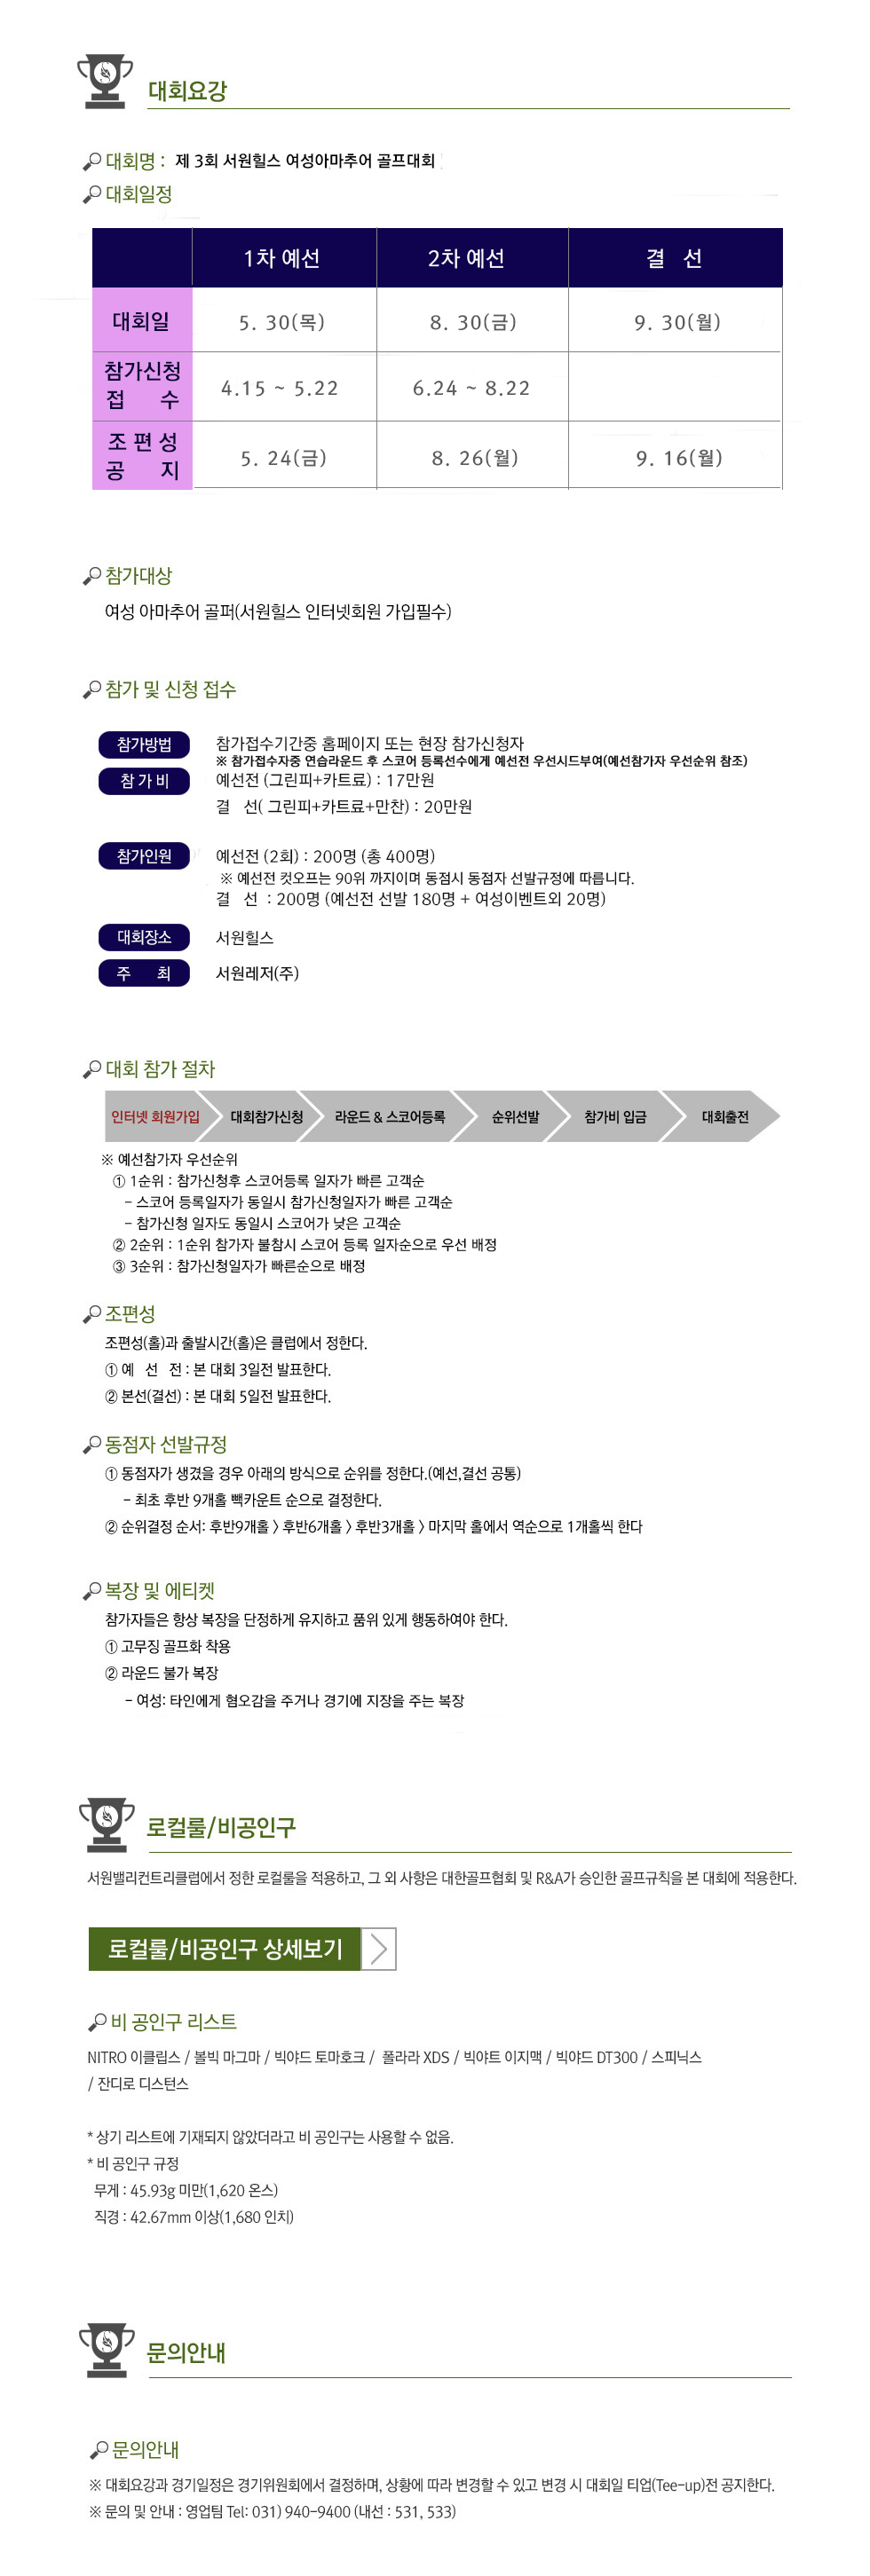 대회요강
대회명 : 제 3회 서원힐스 여성아마추어 골프대회
대회일정
1차 예선 2차 예선 결 선
대회일 5. 30(목) 8. 30(금) 9. 30(월)
참가신청
접 수 4.15 ~ 5.22 6.24 ~ 8.22
조 편 성
공 지 5. 24(금) 8. 26(월) 9. 16(월)
참가대상
여성 아마추어 골퍼(서원힐스 인터넷회원 가입필수)
참가 및 신청 접수
참가방법 참가접수기간중 홈페이지 또는 현장 참가신청자
※ 참가접수자중 연습라운드 후 스코어 등록선수에게 예선전 우선시드부여(예선참가자 우선순위 참조)
참 가 비 예선전 (그린피+카트료) : 17만원
결 선( 그린피+카트료+만찬) : 20만원
참가인원 예선전 (2회) : 200명 (총 400명)
※ 예선전 컷오프는 90위 까지이며 동점시 동점자 선발규정에 따릅니다.
결 선 : 200명 (예선전 선발 180명 + 여성이벤트외 20명)
대회장소 서원힐스
주 최 서원레저(주)
대회 참가 절차
인터넷 회원가입 대회참가신청 라운드 & 스코어등록 순위선발 참가비 입금 대회출전
※ 예선참가자 우선순위
① 1순위 : 참가신청후 스코어등록 일자가 빠른 고객순
- 스코어 등록일자가 동일시 참가신청일자가 빠른 고객순
- 참가신청 일자도 동일시 스코어가 낮은 고객순
② 2순위 : 1순위 참가자 불참시 스코어 등록 일자순으로 우선 배정
③ 3순위 : 참가신청일자가 빠른순으로 배정
조편성
조편성(홀)과 출발시간(홀)은 클럽에서 정한다.
① 예 선 전 : 본 대회 3일전 발표한다.
② 본선(결선) : 본 대회 5일전 발표한다.
동점자 선발규정
① 동점자가 생겼을 경우 아래의 방식으로 순위를 정한다.(예선,결선 공통)
- 최초 후반 9개홀 빽카운트 순으로 결정한다.
② 순위결정 순서: 후반9개홀 > 후반6개홀 > 후반3개홀 > 마지막 홀에서 역순으로 1개홀씩 한다
복장 및 에티켓
참가자들은 항상 복장을 단정하게 유지하고 품위 있게 행동하여야 한다.
① 고무징 골프화 착용
② 라운드 불가 복장
- 여성: 타인에게 혐오감을 주거나 경기에 지장을 주는 복장
로컬룰/비공인구
서원밸리컨트리클럽에서 정한 로컬룰을 적용하고, 그 외 사항은 대한골프협회 및 R&A가 승인한 골프규칙을 본 대회에 적용한다.
로컬룰/비공인구 상세보기
비 공인구 리스트
NITRO 이클립스 / 볼빅 마그마 / 빅야드 토마호크 / 폴라라 XDS / 빅야트 이지맥 / 빅야드 DT300 / 스피닉스
/ 잔디로 디스턴스
* 상기 리스트에 기재되지 않았더라고 비 공인구는 사용할 수 없음.
* 비 공인구 규정
무게 : 45.93g 미만(1,620 온스)
직경 : 42.67mm 이상(1,680 인치)
문의안내
문의안내
※ 대회요강과 경기일정은 경기위원회에서 결정하며, 상황에 따라 변경할 수 있고 변경 시 대회일 티업(Tee-up)전 공지한다.
※ 문의 및 안내 : 영업팀 Tel: 031) 940-9400 (내선 : 531, 533)